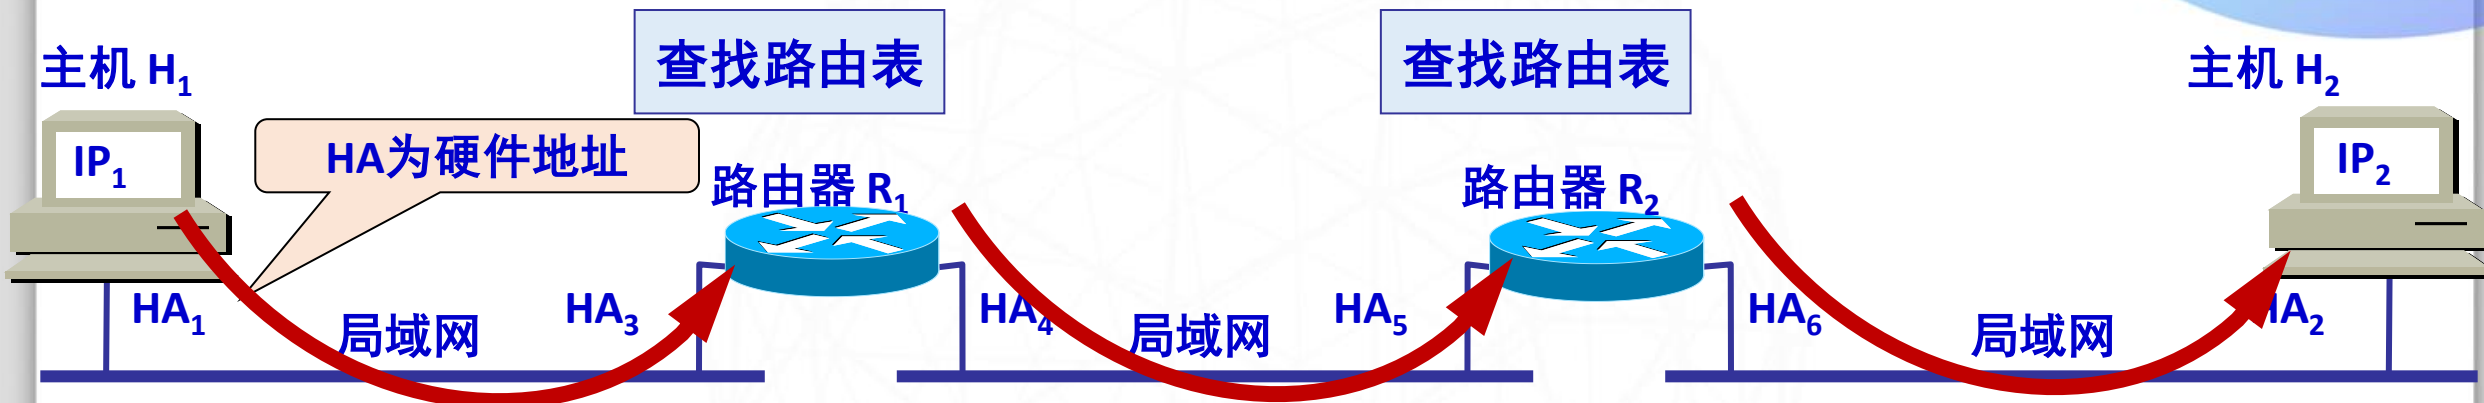 查找路由表
查找路由表
主机 H₁
主机 H₂
IP₁
HA为硬件地址
路由器 R₁
路由器 R₂
IP₂
HA₁
局域网
HA₃
HA₄
局域网
HA₅
HA₆
局域网
HA₂